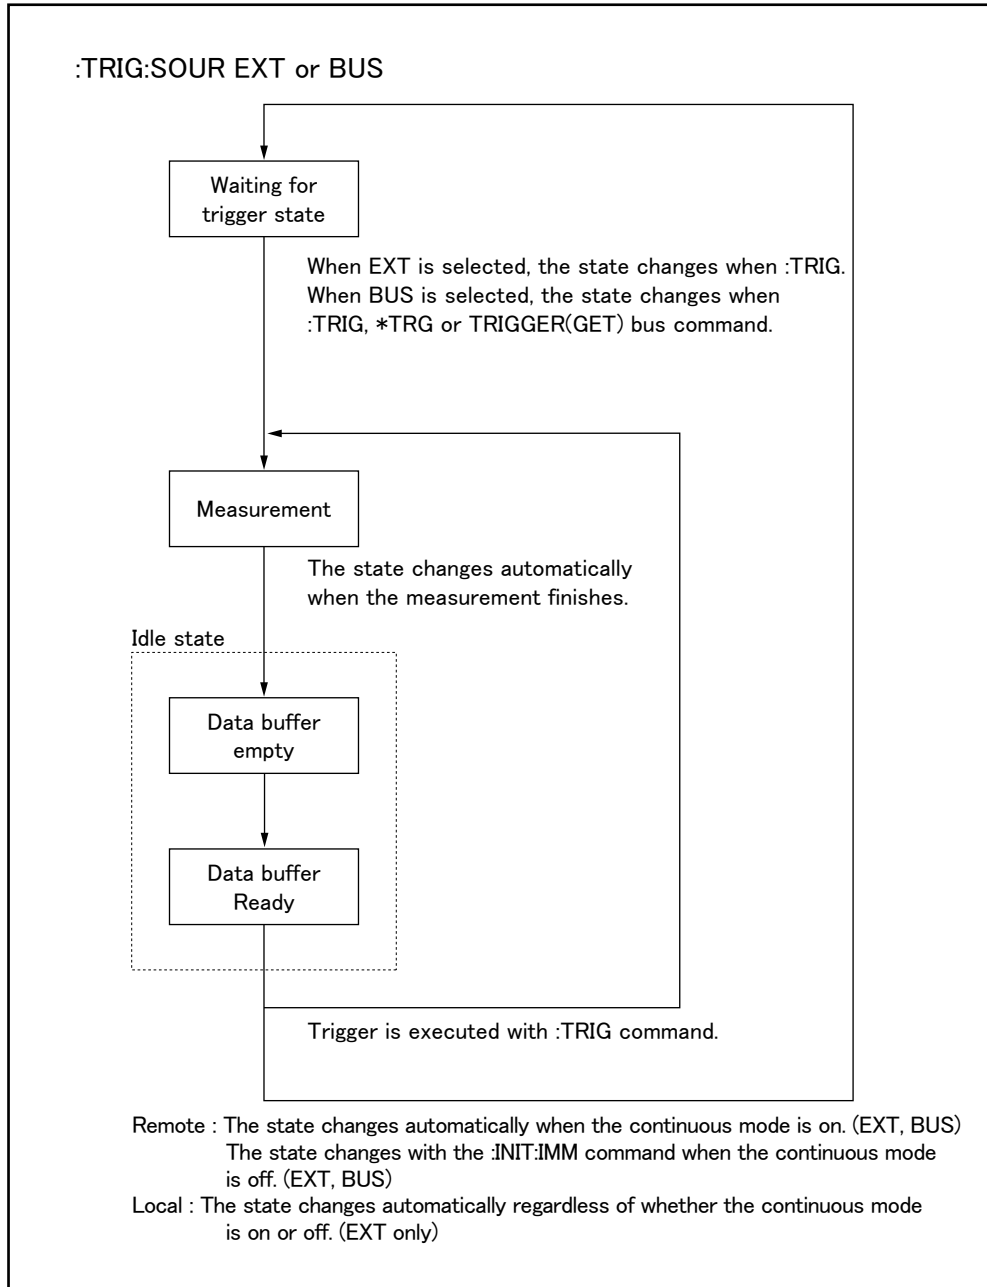 :TRIG:SOUR EXT or BUS
Waiting for
trigger state
When EXT is selected, the state changes when :TRIG.
When BUS is selected, the state changes when
:TRIG, *TRG or TRIGGER(GET) bus command.
Measurement
The state changes automatically
when the measurement finishes.
Idle state
Data buffer
empty
Data buffer
Ready
Trigger is executed with :TRIG command.
Remote : The state changes automatically when the continuous mode is on. (EXT, BUS)
The state changes with the :INIT:IMM command when the continuous mode
is off. (EXT, BUS)
Local : The state changes automatically regardless of whether the continuous mode
is on or off. (EXT only)